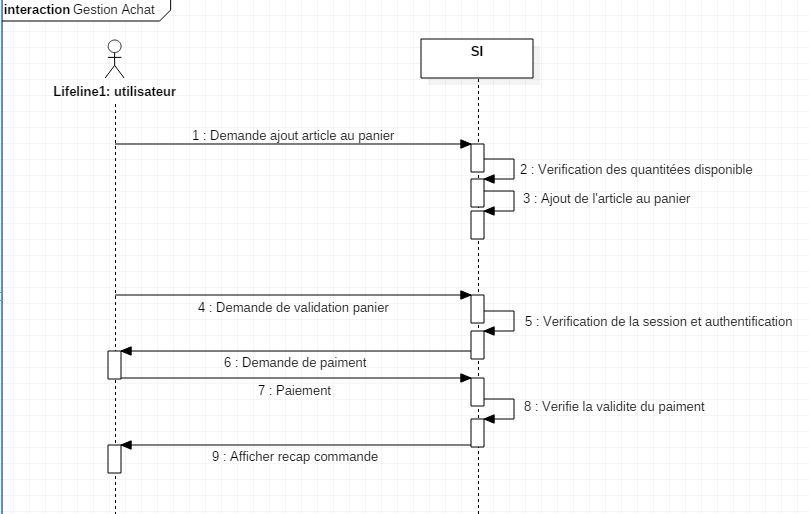 interaction Gestion Achat
SI
Lifeline1: utilisateur
1 : Demande ajout article au panier
2 : Verification des quantitées disponible
3 : Ajout de l'article au panier
4 : Demande de validation panier
5 : Verification de la session et authentification
6 : Demande de paiment
7 : Paiement
8 : Verifie la validite du paiment
9 : Afficher recap commande